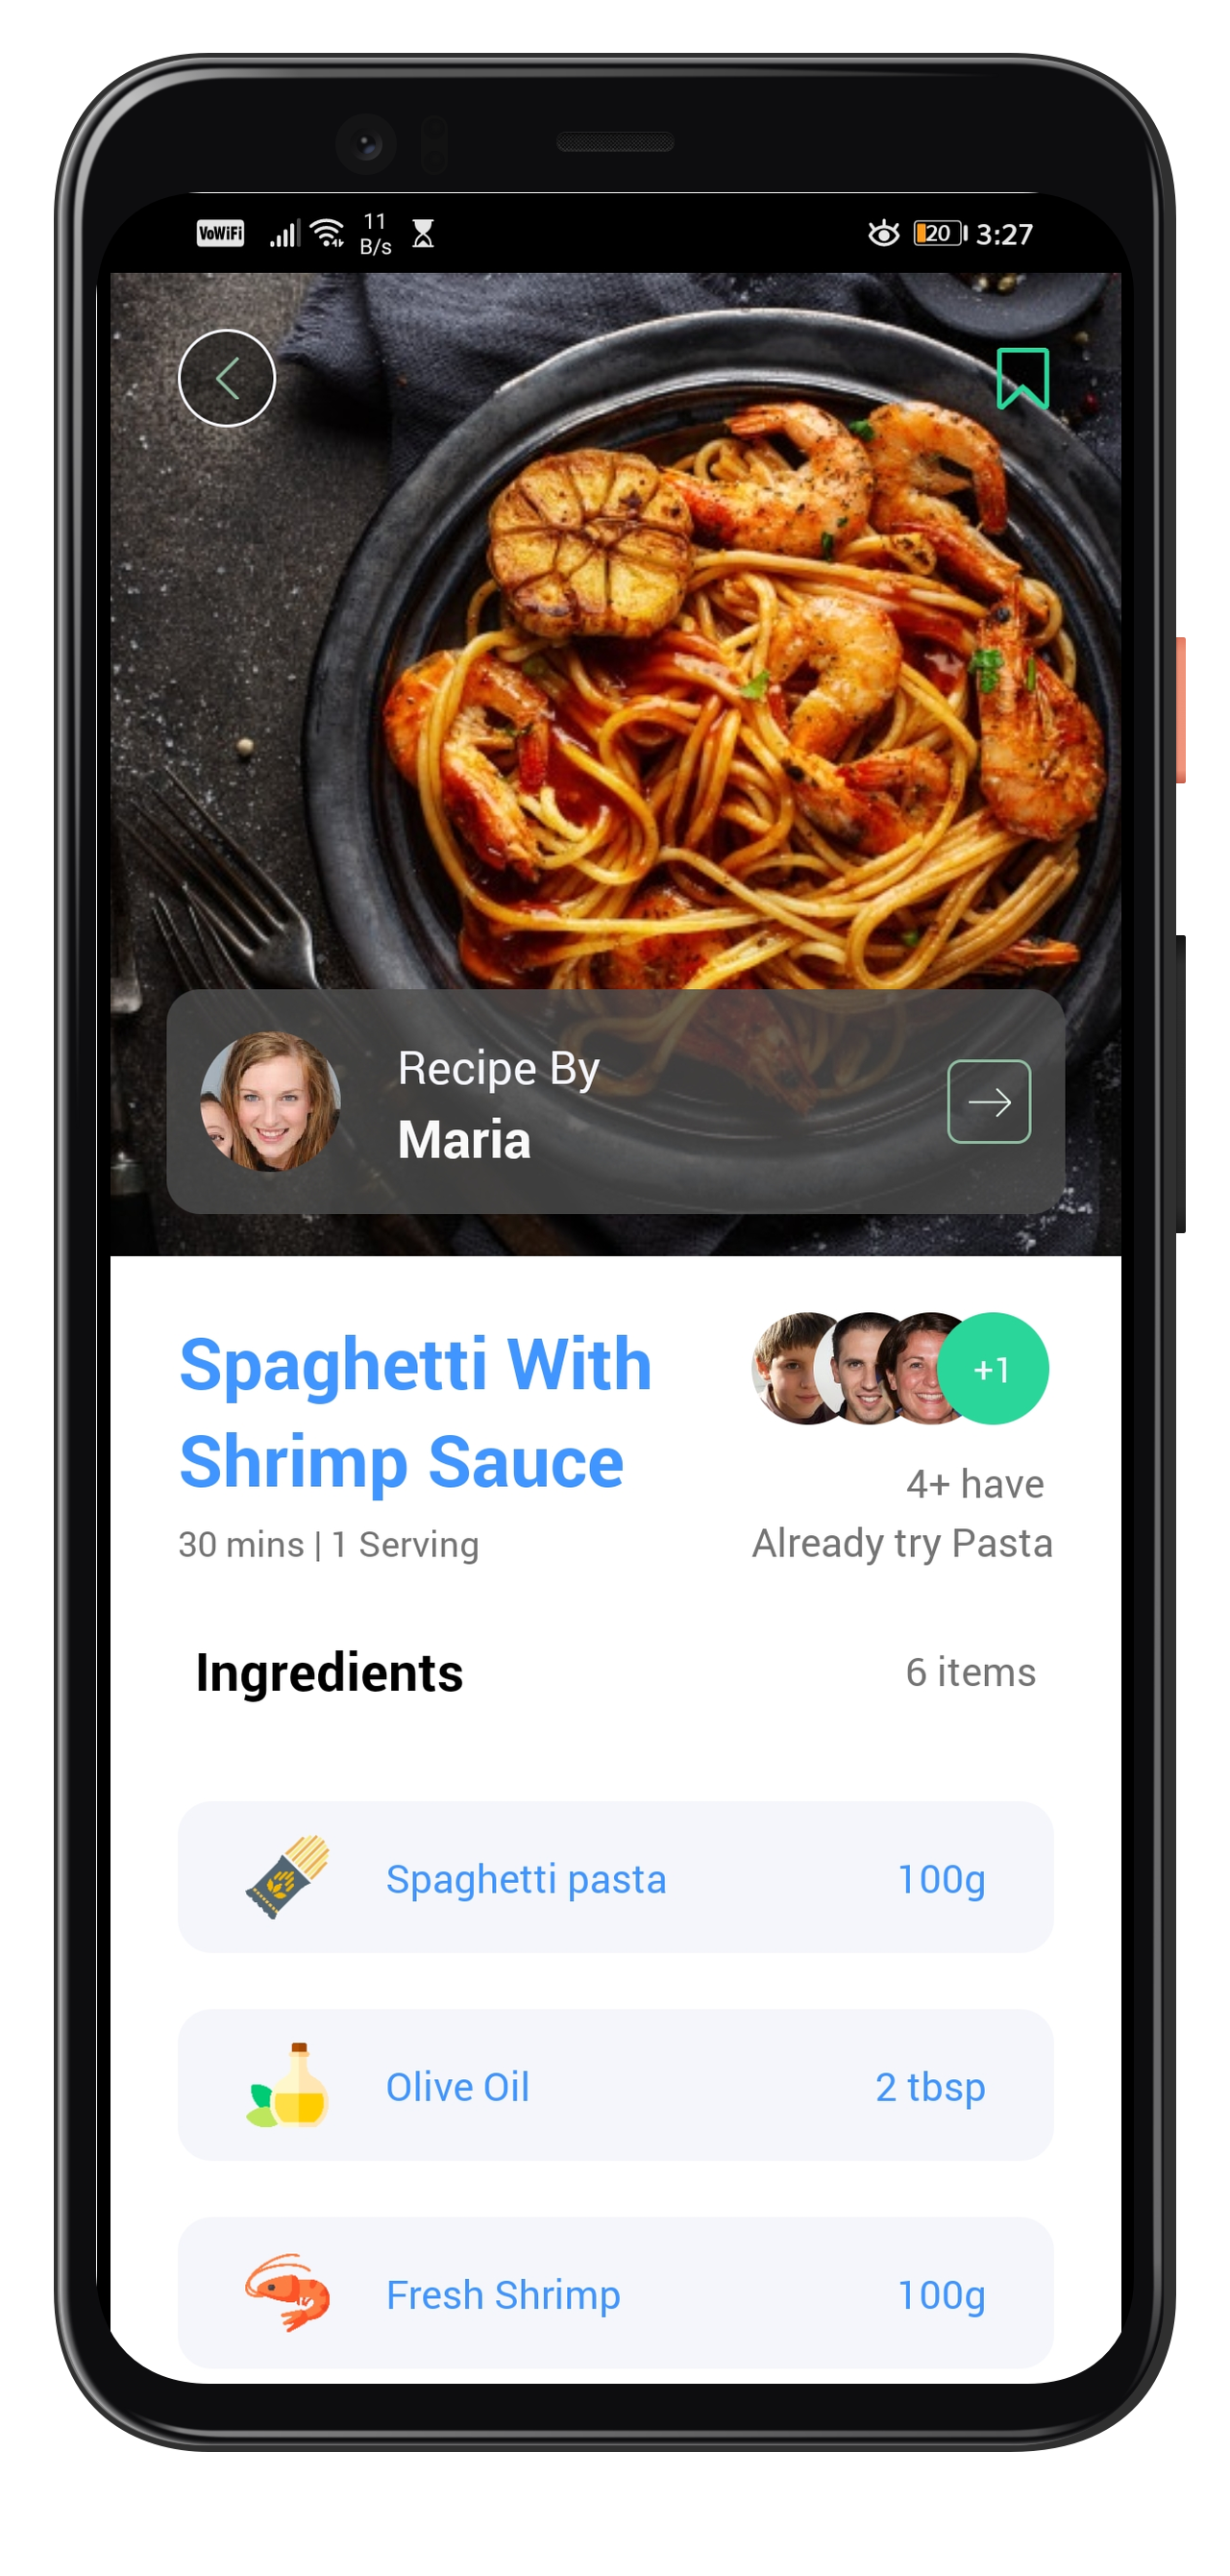 VoWiFi
11
B/s
20
3:27
Recipe By
Maria
Spaghetti With
Shrimp Sauce
30 mins | 1 Serving
+1
4+ have
Already try Pasta
Ingredients
6 items
Spaghetti pasta
100g
Olive Oil
2 tbsp
Fresh Shrimp
100g